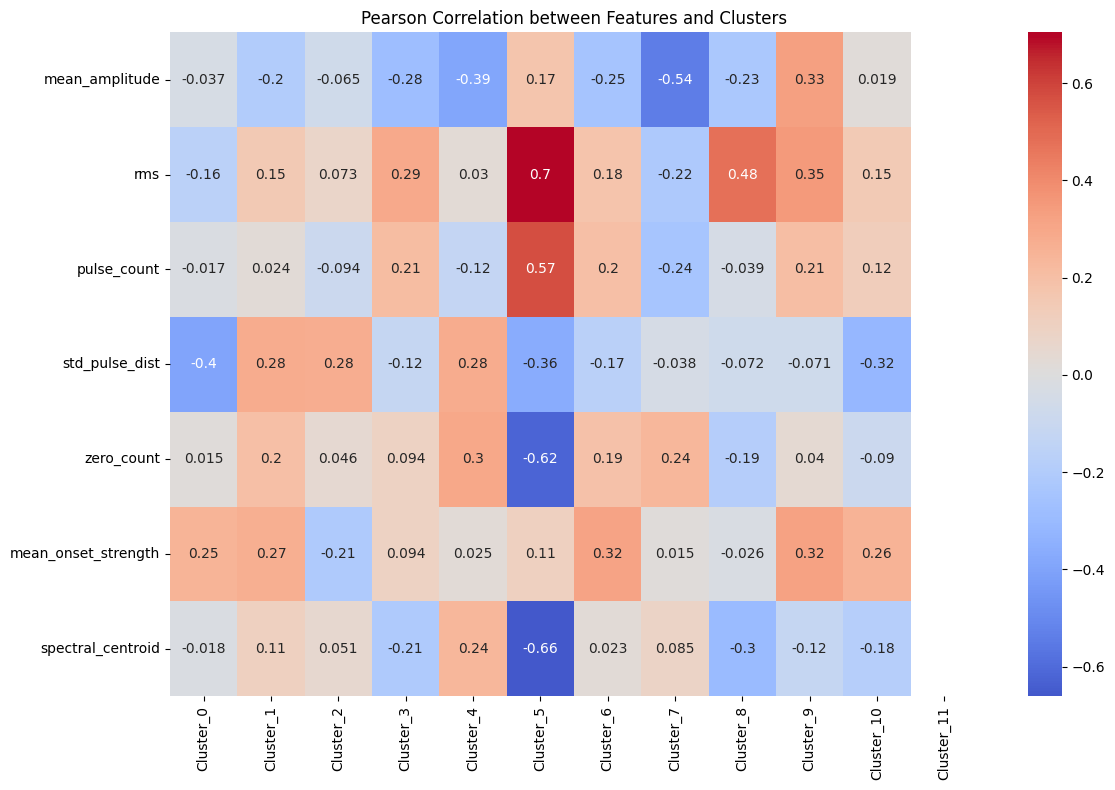 Pearson Correlation between Features and Clusters
mean_amplitude -0.037 -0.2 -0.065 -0.28 -0.39 0.17 -0.25 -0.54 -0.23 0.33 0.019
rms -0.16 0.15 0.073 0.29 0.03 0.7 0.18 -0.22 0.48 0.35 0.15
pulse_count -0.017 0.024 -0.094 0.21 -0.12 0.57 0.2 -0.24 -0.039 0.21 0.12
std_pulse_dist -0.4 0.28 0.28 -0.12 0.28 -0.36 -0.17 -0.038 -0.072 -0.071 -0.32
zero_count 0.015 0.2 0.046 0.094 0.3 -0.62 0.19 0.24 -0.19 0.04 -0.09
mean_onset_strength 0.25 0.27 -0.21 0.094 0.025 0.11 0.32 0.015 -0.026 0.32 0.26
spectral_centroid -0.018 0.11 0.051 -0.21 0.24 -0.66 0.023 0.085 -0.3 -0.12 -0.18
Cluster_0
Cluster_1
Cluster_2
Cluster_3
Cluster_4
Cluster_5
Cluster_6
Cluster_7
Cluster_8
Cluster_9
Cluster_10
Cluster_11
0.6
0.4
0.2
0.0
−0.2
−0.4
−0.6